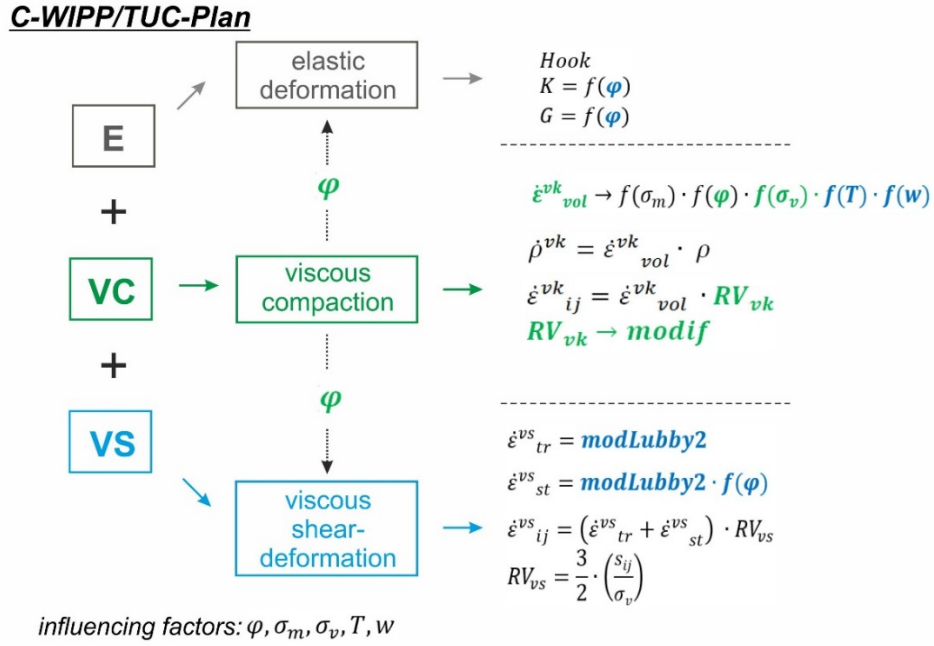 C-WIPP/TUC-Plan
E
+
VC
+
VS
elastic
deformation
φ
viscous
compaction
φ
viscous
shear-
deformation
Hook
K = f(φ)
G = f(φ)
ε̇ᵛᵏ_vol → f(σ_m) · f(φ) · f(σ_v) · f(T) · f(w)
ρ̇ᵛᵏ = ε̇ᵛᵏ_vol · ρ
ε̇ᵛᵏ_ij = ε̇ᵛᵏ_vol · RV_vk
RV_vk → modif
ε̇ᵛˢ_tr = modLubby2
ε̇ᵛˢ_st = modLubby2 · f(φ)
ε̇ᵛˢ_ij = (ε̇ᵛˢ_tr + ε̇ᵛˢ_st) · RV_vs
RV_vs = 3/2 · (s_ij/σ_v)
influencing factors: φ, σ_m, σ_v, T, w